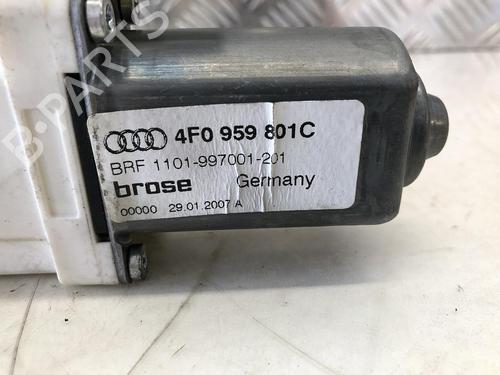 4F0 959 801C
BRF 1101-997001-201
brose Germany
00000 29.01.2007 A
B-PARTS